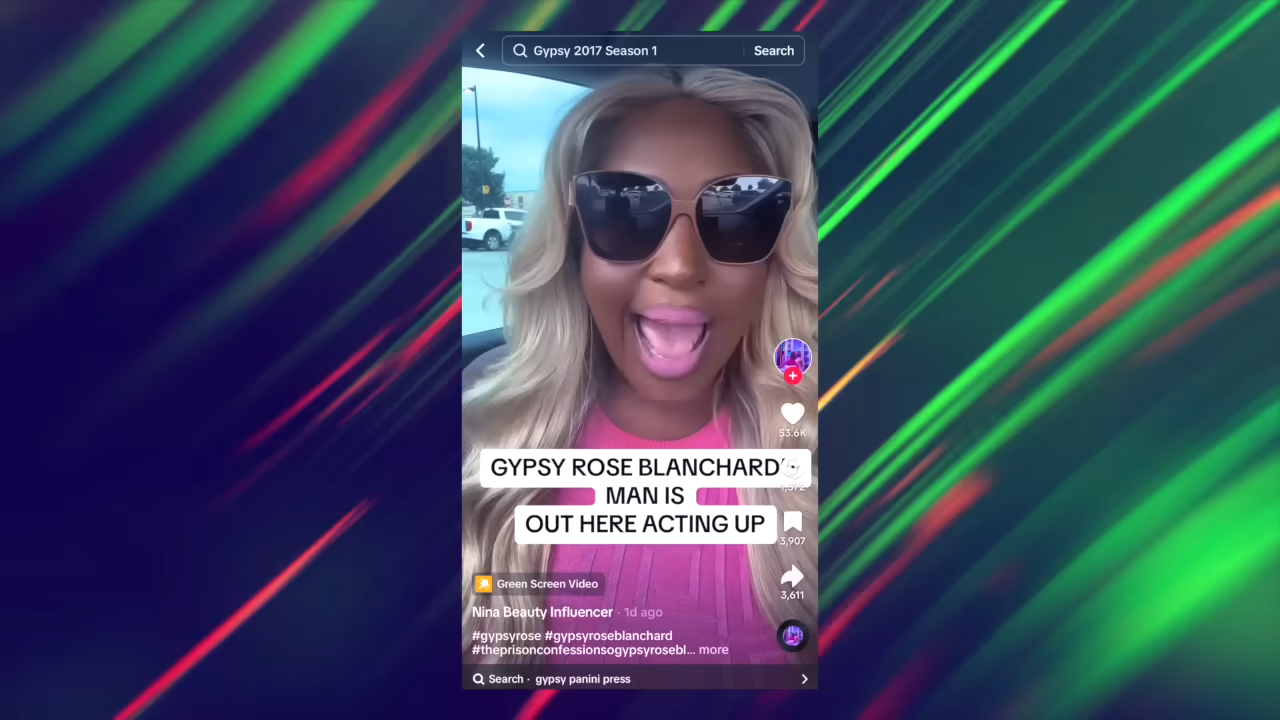 Gypsy 2017 Season 1
Search
53.6K
GYPSY ROSE BLANCHARD
MAN IS
OUT HERE ACTING UP
3,907
Green Screen Video
3,611
Nina Beauty Influencer · 1d ago
#gypsyrose #gypsyroseblanchard
#theprisonconfessionsogypsyrosebl... more
Search · gypsy panini press